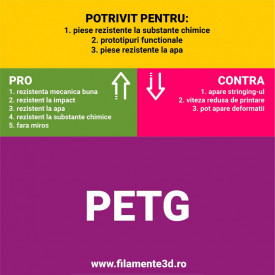 POTRIVIT PENTRU:
1. piese rezistente la substante chimice
2. prototipuri functionale
3. piese rezistente la apa
PRO
1. rezistenta mecanica buna
2. rezistent la impact
3. rezistent la apa
4. rezistent la substante chimice
5. fara miros
CONTRA
1. apare stringing-ul
2. viteza redusa de printare
3. pot apare deformatii
PETG
www.filamente3d.ro